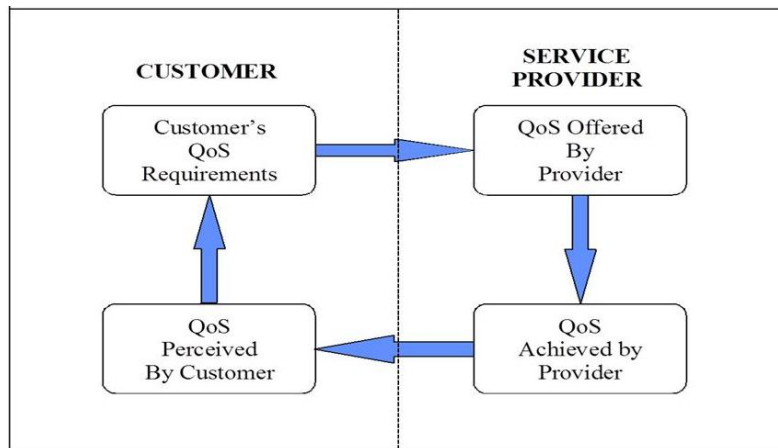 CUSTOMER
SERVICE
PROVIDER
Customer’s
QoS
Requirements
QoS Offered
By
Provider
QoS
Perceived
By Customer
QoS
Achieved by
Provider